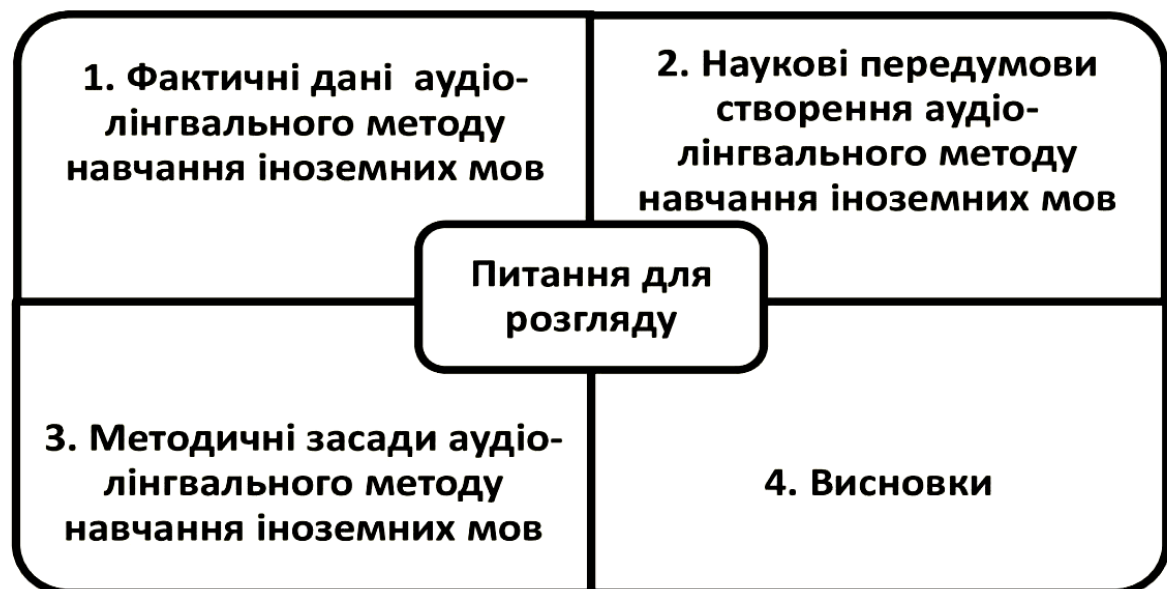 1. Фактичні дані аудіо-
лінгвального методу
навчання іноземних мов
2. Наукові передумови
створення аудіо-
лінгвального методу
навчання іноземних мов
Питання для
розгляду
3. Методичні засади аудіо-
лінгвального методу
навчання іноземних мов
4. Висновки